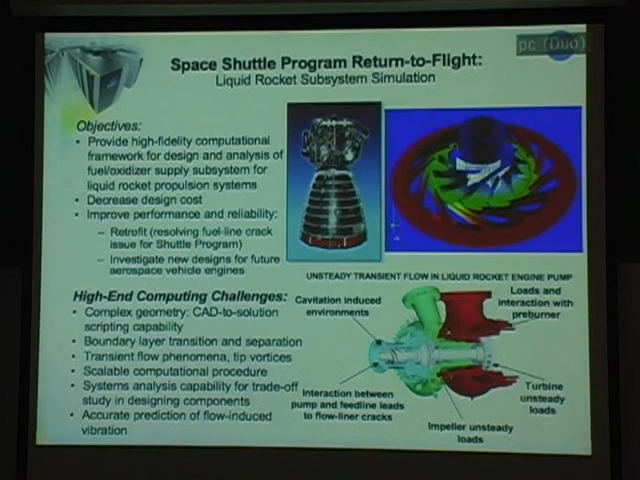 pc (Duo)
Space Shuttle Program Return-to-Flight:
Liquid Rocket Subsystem Simulation
Objectives:
• Provide high-fidelity computational
framework for design and analysis of
fuel/oxidizer supply subsystem for
liquid rocket propulsion systems
• Decrease design cost
• Improve performance and reliability:
– Retrofit (resolving fuel-line crack
issue for Shuttle Program)
– Investigate new designs for future
aerospace vehicle engines
High-End Computing Challenges:
• Complex geometry: CAD-to-solution
scripting capability
• Boundary layer transition and separation
• Transient flow phenomena, tip vortices
• Scalable computational procedure
• Systems analysis capability for trade-off
study in designing components
• Accurate prediction of flow-induced
vibration
UNSTEADY TRANSIENT FLOW IN LIQUID ROCKET ENGINE PUMP
Cavitation induced
environments
Loads and
interaction with
preburner
Interaction between
pump and feedline leads
to flow-liner cracks
Turbine
unsteady
loads
Impeller unsteady
loads